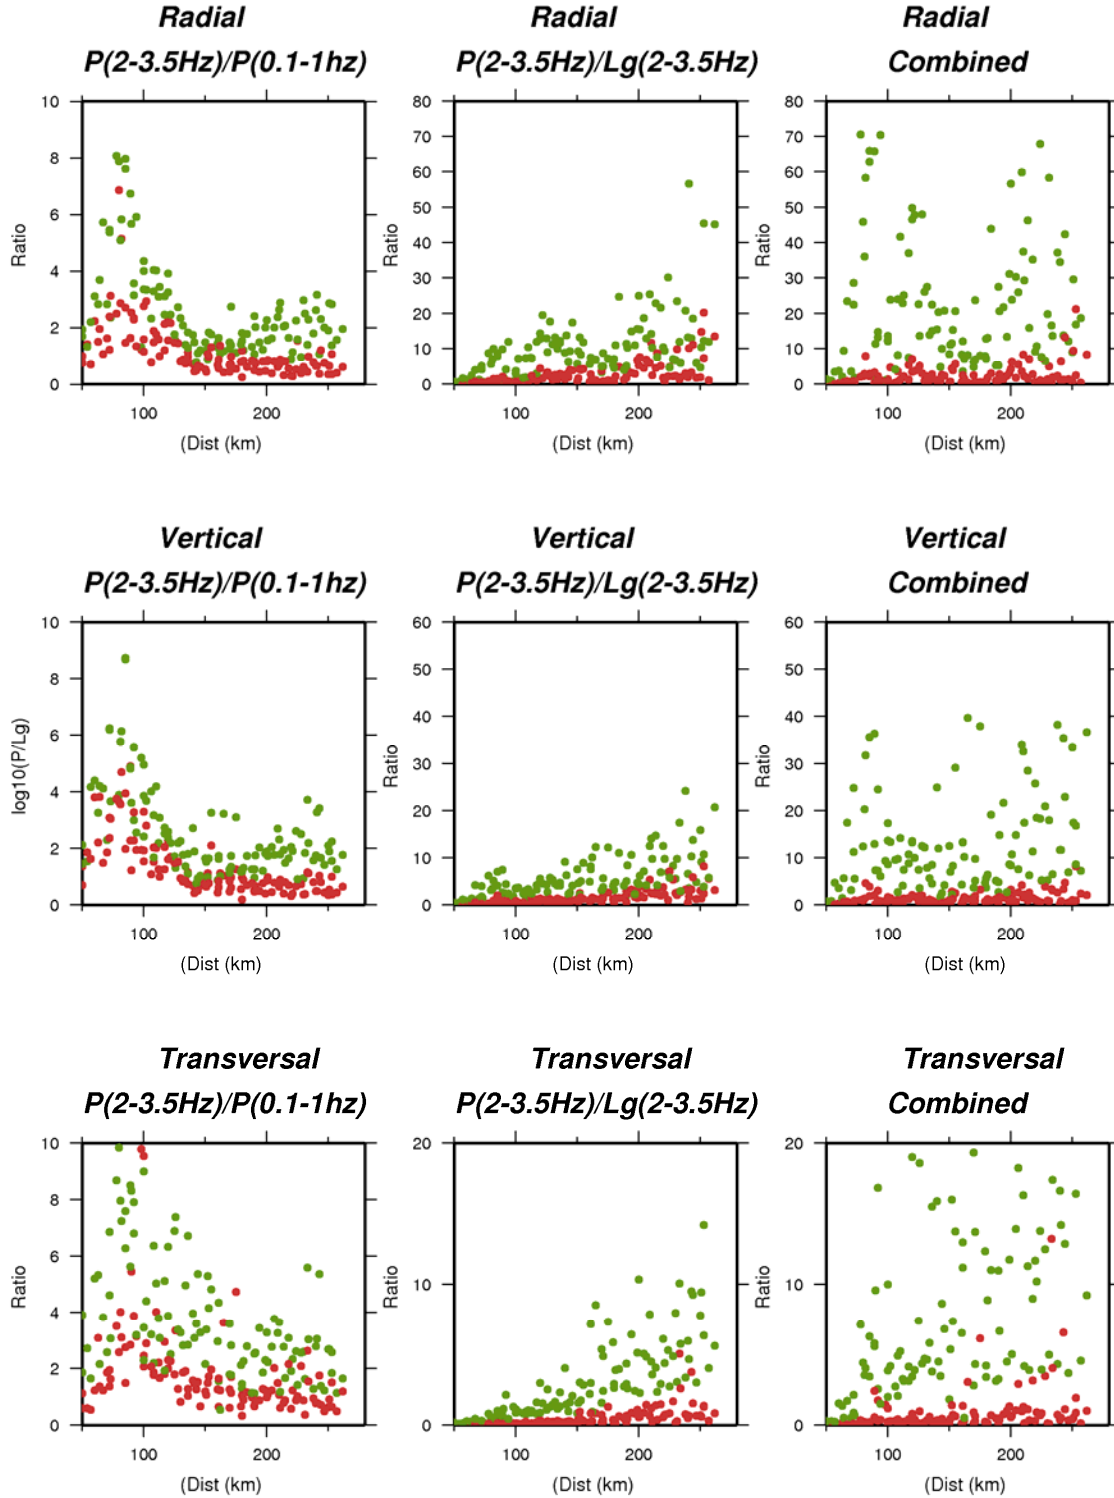 Radial Radial Radial
P(2-3.5Hz)/P(0.1-1hz) P(2-3.5Hz)/Lg(2-3.5Hz) Combined
10 80 80
70 70
8 60 60
6 50 50
Ratio Ratio Ratio
40 40
4 30 30
2 20 20
10 10
0 0 0
100 200 100 200 100 200
(Dist (km) (Dist (km) (Dist (km)
Vertical Vertical Vertical
P(2-3.5Hz)/P(0.1-1hz) P(2-3.5Hz)/Lg(2-3.5Hz) Combined
10 60 60
8 50 50
6 40 40
log10(P/Lg) Ratio Ratio
30 30
4 20 20
2 10 10
0 0 0
100 200 100 200 100 200
(Dist (km) (Dist (km) (Dist (km)
Transversal Transversal Transversal
P(2-3.5Hz)/P(0.1-1hz) P(2-3.5Hz)/Lg(2-3.5Hz) Combined
10 20 20
8
6
Ratio Ratio Ratio
10 10
4
2
0 0 0
100 200 100 200 100 200
(Dist (km) (Dist (km) (Dist (km)